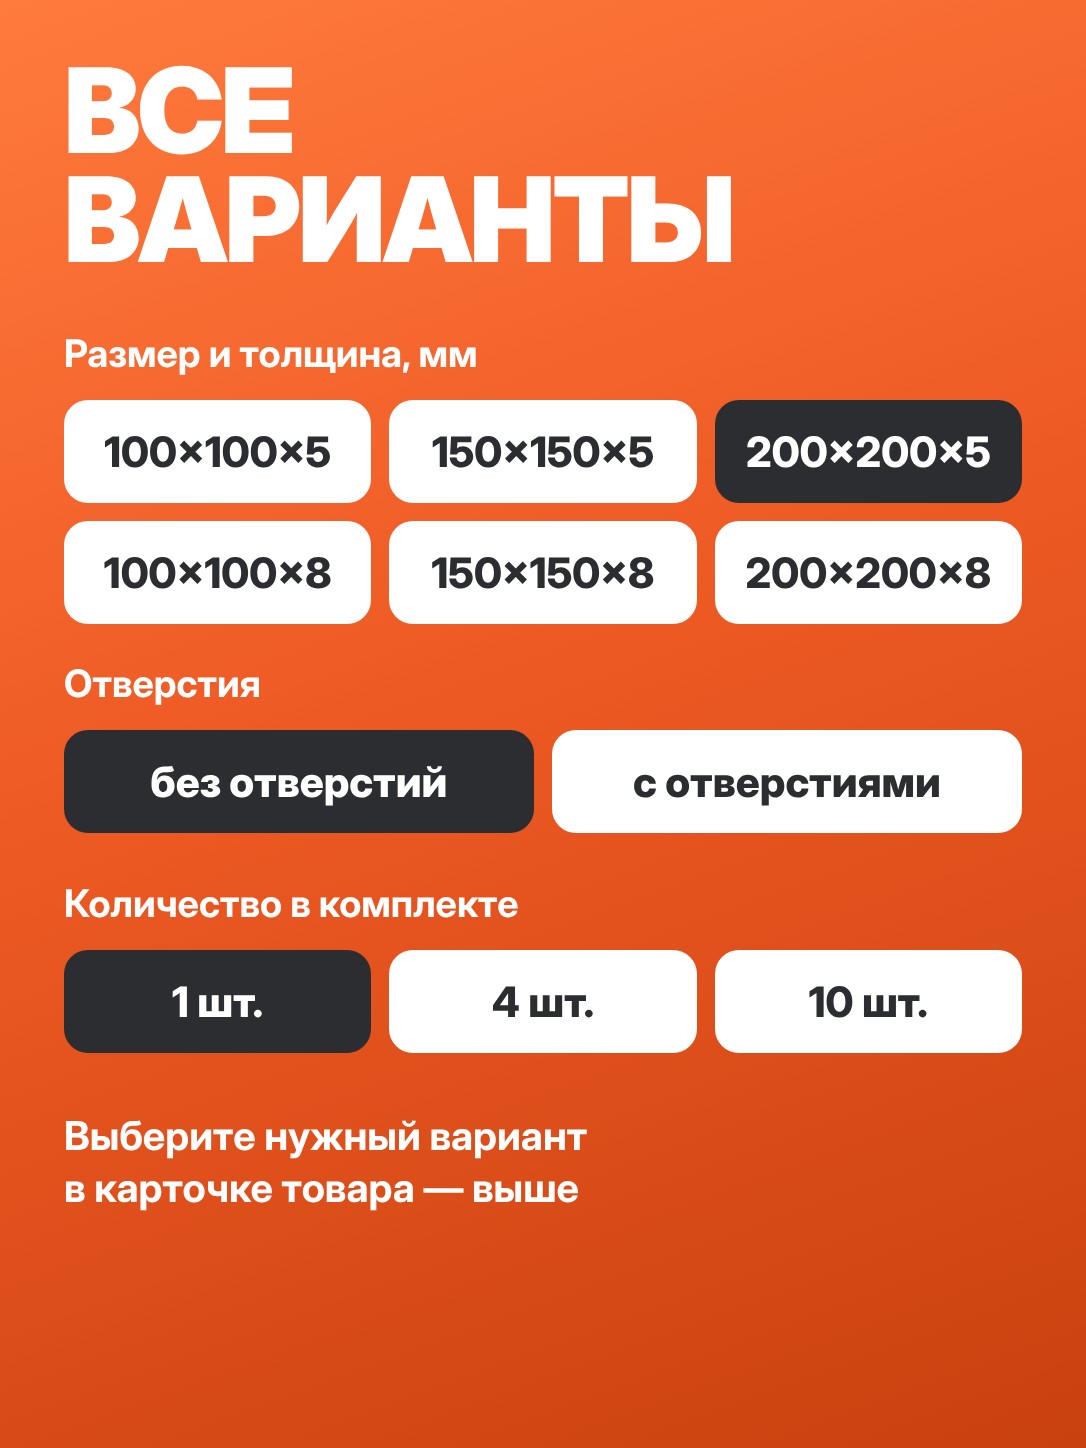 ВСЕ
ВАРИАНТЫ
Размер и толщина, мм
100×100×5 150×150×5 200×200×5
100×100×8 150×150×8 200×200×8
Отверстия
без отверстий с отверстиями
Количество в комплекте
1 шт. 4 шт. 10 шт.
Выберите нужный вариант
в карточке товара — выше